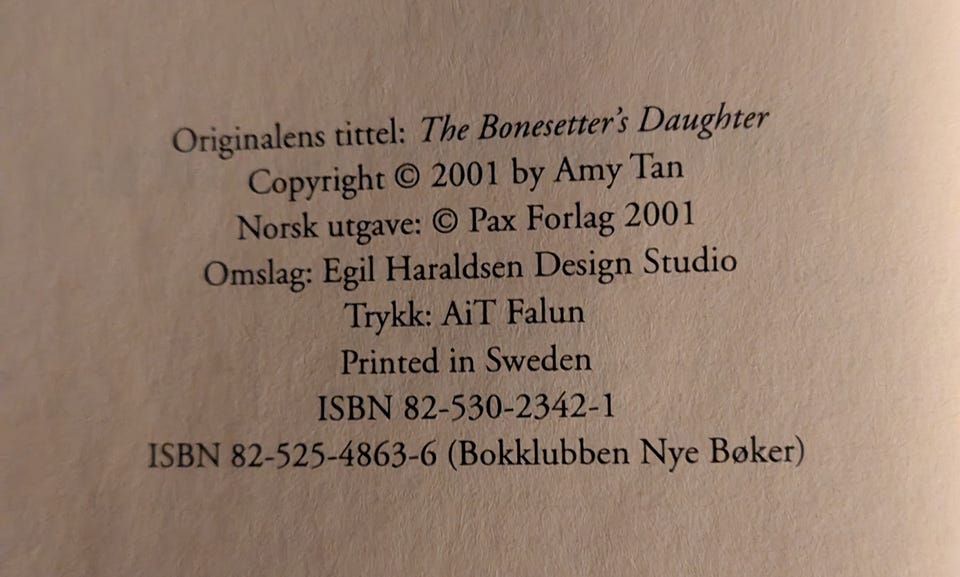 Originalens tittel: The Bonesetter's Daughter
Copyright © 2001 by Amy Tan
Norsk utgave: © Pax Forlag 2001
Omslag: Egil Haraldsen Design Studio
Trykk: AiT Falun
Printed in Sweden
ISBN 82-530-2342-1
ISBN 82-525-4863-6 (Bokklubben Nye Bøker)